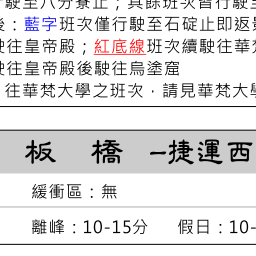 駛至八分寮止；其餘班次皆行駛至
後：藍字班次僅行駛至石碇止即返
駛往皇帝殿；紅底線班次續駛往華梵
駛往皇帝殿後駛往烏塗窟
往華梵大學之班次，請見華梵大學
板 橋 –捷運西
緩衝區：無
離峰：10-15分 假日：10-